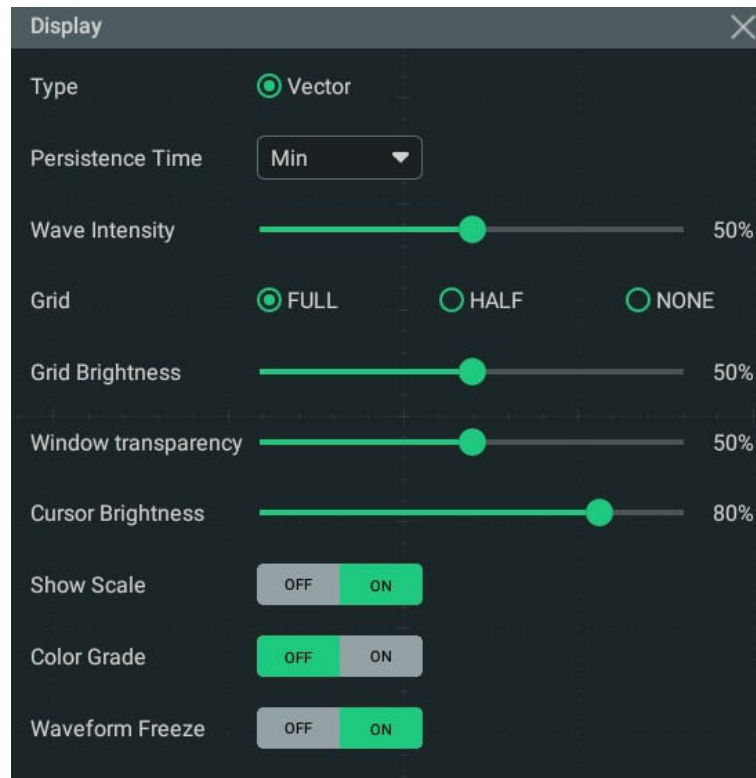 Display
Type Vector
Persistence Time Min
Wave Intensity 50%
Grid FULL HALF NONE
Grid Brightness 50%
Window transparency 50%
Cursor Brightness 80%
Show Scale OFF ON
Color Grade OFF ON
Waveform Freeze OFF ON